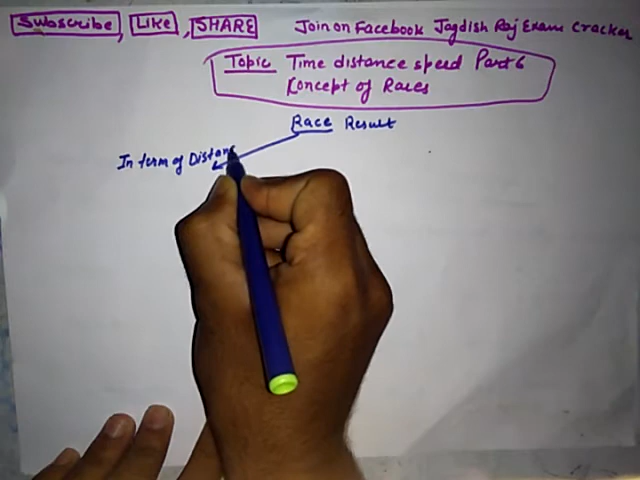 Subscribe, Like, SHARE Join on Facebook Jagdish Raj Exam Cracker
Topic Time distance speed Part 6
Concept of Races
Race Result
In term of Distanc